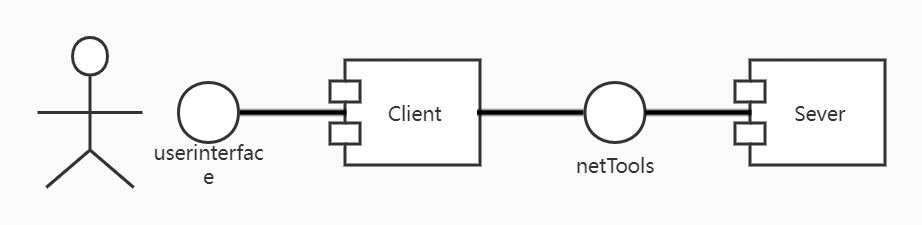 Client
Sever
userinterfac
e
netTools